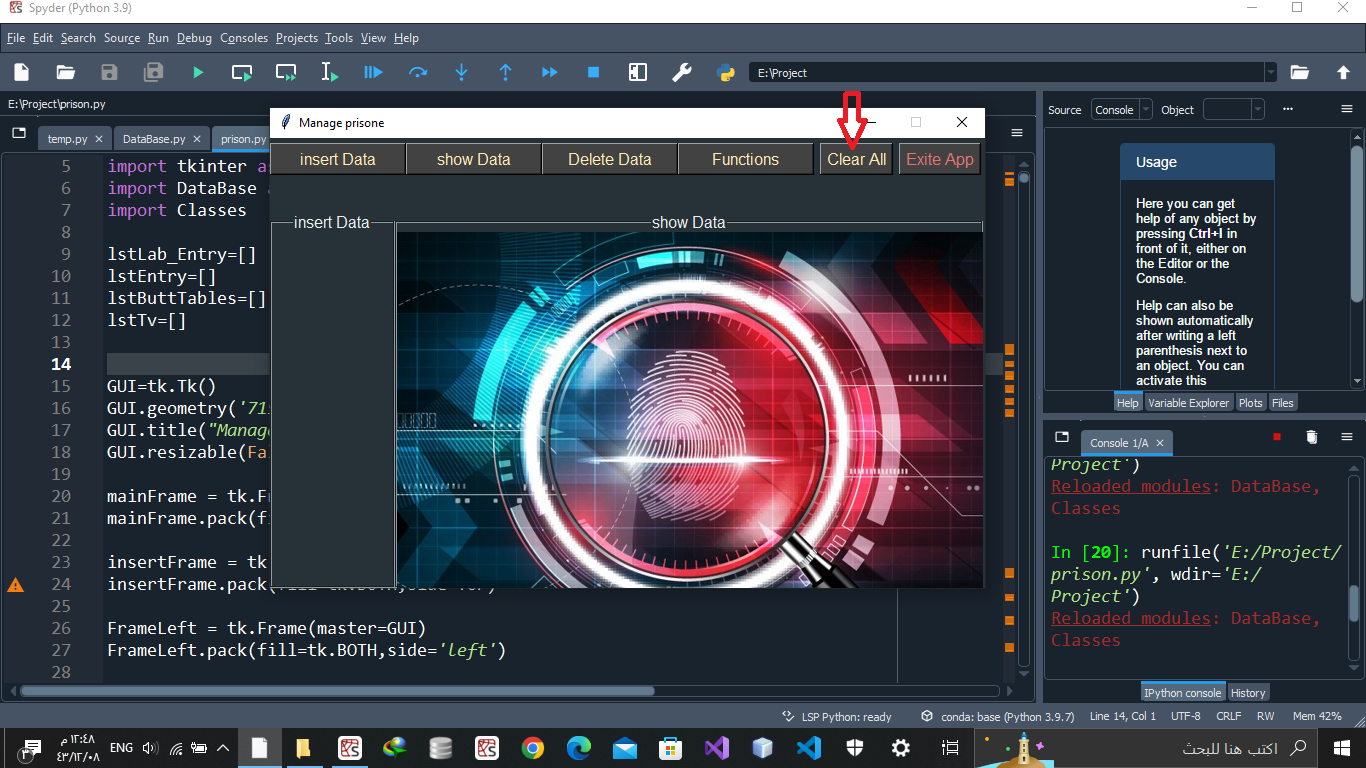 Spyder (Python 3.9)
File Edit Search Source Run Debug Consoles Projects Tools View Help
E:\Project
E:\Project\prison.py
temp.py
DataBase.py
prison.py
5 import tkinter a
6 import DataBase
7 import Classes
8
9 lstLab_Entry=[]
10 lstEntry=[]
11 lstButtTables=[]
12 lstTv=[]
13
14
15 GUI=tk.Tk()
16 GUI.geometry('71
17 GUI.title("Manag
18 GUI.resizable(Fa
19
20 mainFrame = tk.Fr
21 mainFrame.pack(fi
22
23 insertFrame = tk
24 insertFrame.pack(
25
26 FrameLeft = tk.Frame(master=GUI)
27 FrameLeft.pack(fill=tk.BOTH,side='left')
28
Manage prisone
insert Data
show Data
Delete Data
Functions
Clear All
Exite App
insert Data
show Data
Source Console Object
Usage
Here you can get
help of any object by
pressing Ctrl+I in
front of it, either on
the Editor or the
Console.
Help can also be
shown automatically
after writing a left
parenthesis next to
an object. You can
activate this
Help Variable Explorer Plots Files
Console 1/A
Project')
Reloaded modules: DataBase,
Classes
In [20]: runfile('E:/Project/
prison.py', wdir='E:/
Project')
Reloaded modules: DataBase,
Classes
IPython console History
LSP Python: ready
conda: base (Python 3.9.7)
Line 14, Col 1
UTF-8
CRLF
RW
Mem 42%
١٢:٤٨ م
٤٣/١٢/٠٨
٣
ENG
اكتب هنا للبحث